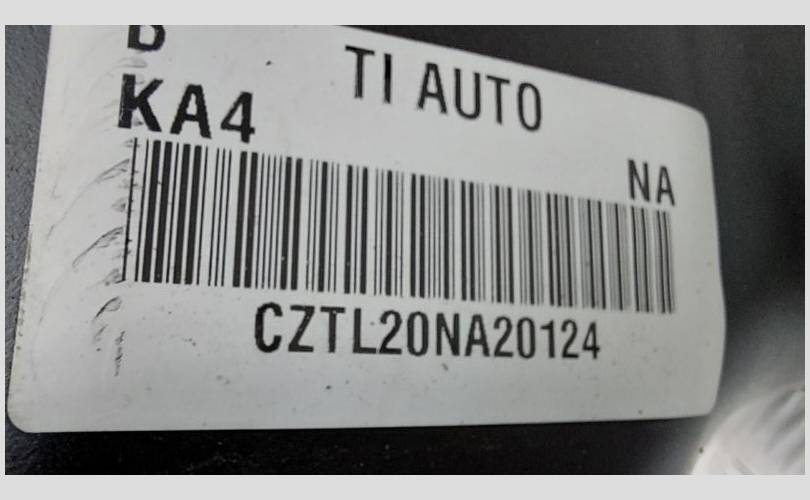 B
TI AUTO
KA4
NA
CZTL20NA20124